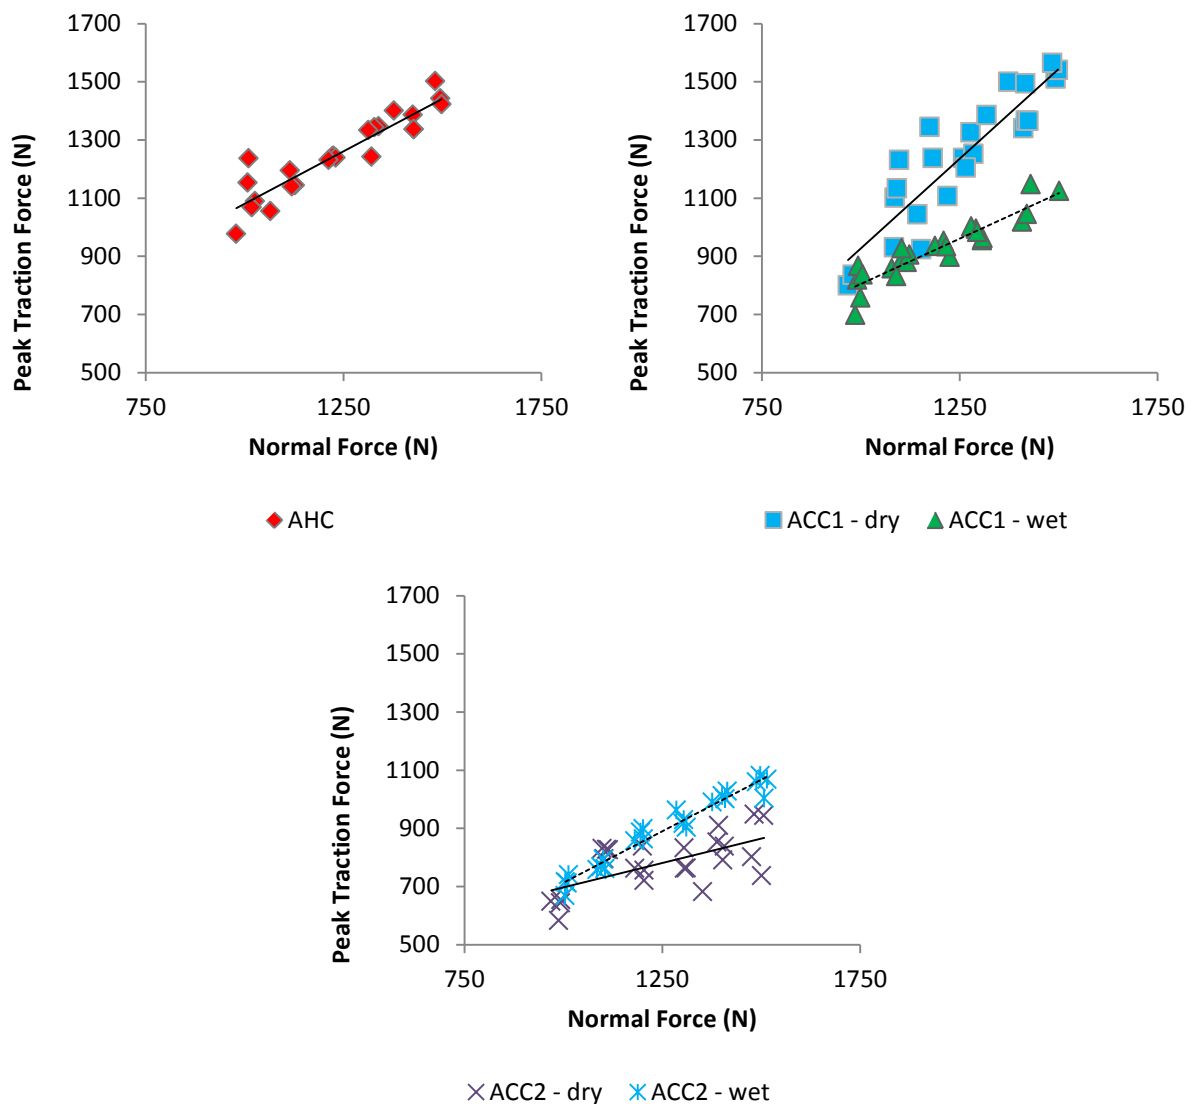 1700
1500
1300
1100
900
700
500
Peak Traction Force (N)
750 1250 1750
Normal Force (N)
AHC
1700
1500
1300
1100
900
700
500
Peak Traction Force (N)
750 1250 1750
Normal Force (N)
ACC1 - dry ACC1 - wet
1700
1500
1300
1100
900
700
500
Peak Traction Force (N)
750 1250 1750
Normal Force (N)
ACC2 - dry ACC2 - wet